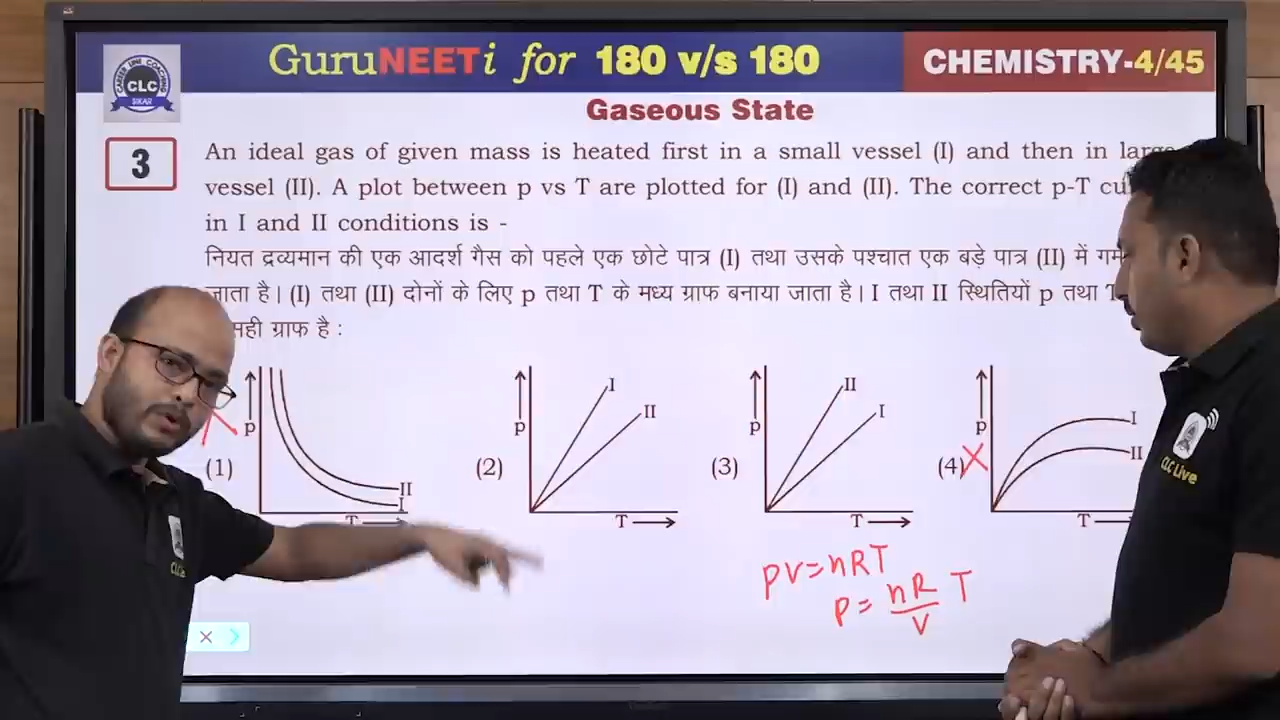 GuruNEETi for 180 v/s 180
CHEMISTRY-4/45
CAREER LINE COACHING
CLC
SIKAR
Gaseous State
3
An ideal gas of given mass is heated first in a small vessel (I) and then in large
vessel (II). A plot between p vs T are plotted for (I) and (II). The correct p-T
in I and II conditions is -
नियत द्रव्यमान की एक आदर्श गैस को पहले एक छोटे पात्र (I) तथा उसके पश्चात एक बड़े पात्र (II) में
जाता है। (I) तथा (II) दोनों के लिए p तथा T के मध्य ग्राफ बनाया जाता है। I तथा II स्थितियों p तथा T
सही ग्राफ है :
(1)
p
II
I
T
(2)
p
I
II
T
(3)
p
II
I
T
(4)
p
I
II
T
PV=nRT
P= nR/V T
CLC Live